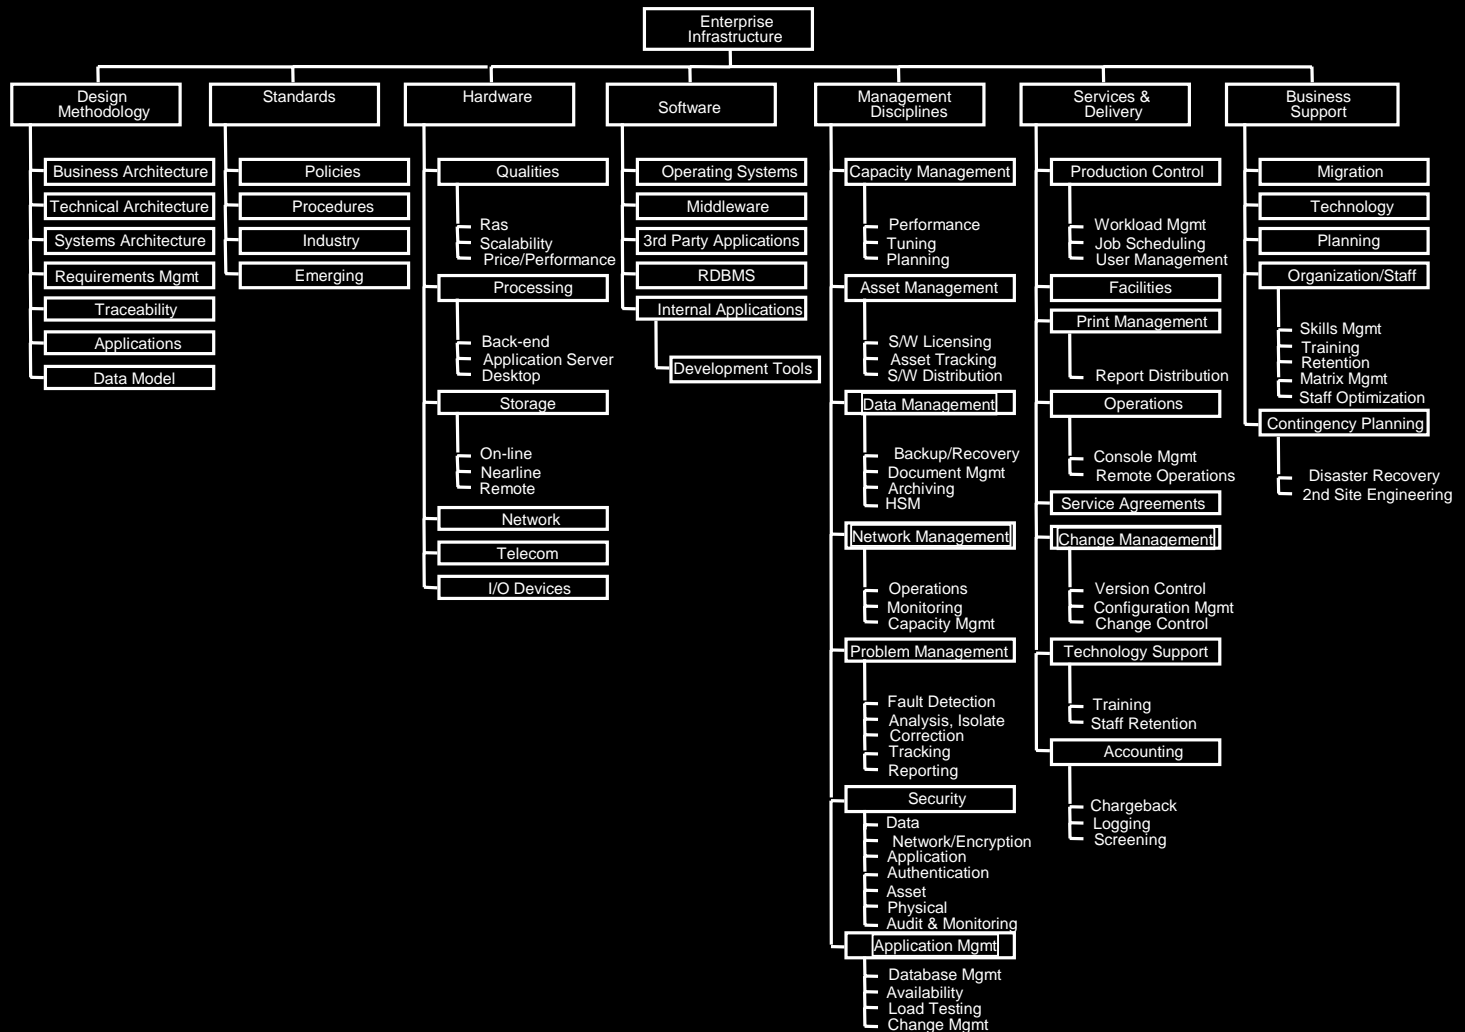 Enterprise
Infrastructure
Design
Methodology
Business Architecture
Technical Architecture
Systems Architecture
Requirements Mgmt
Traceability
Applications
Data Model
Standards
Policies
Procedures
Industry
Emerging
Hardware
Qualities
Ras
Scalability
Price/Performance
Processing
Back-end
Application Server
Desktop
Storage
On-line
Nearline
Remote
Network
Telecom
I/O Devices
Software
Operating Systems
Middleware
3rd Party Applications
RDBMS
Internal Applications
Development Tools
Management
Disciplines
Capacity Management
Performance
Tuning
Planning
Asset Management
S/W Licensing
Asset Tracking
S/W Distribution
Data Management
Backup/Recovery
Document Mgmt
Archiving
HSM
Network Management
Operations
Monitoring
Capacity Mgmt
Problem Management
Fault Detection
Analysis, Isolate
Correction
Tracking
Reporting
Security
Data
Network/Encryption
Application
Authentication
Asset
Physical
Audit & Monitoring
Application Mgmt
Database Mgmt
Availability
Load Testing
Change Mgmt
Services &
Delivery
Production Control
Workload Mgmt
Job Scheduling
User Management
Facilities
Print Management
Report Distribution
Operations
Console Mgmt
Remote Operations
Service Agreements
Change Management
Version Control
Configuration Mgmt
Change Control
Technology Support
Training
Staff Retention
Accounting
Chargeback
Logging
Screening
Business
Support
Migration
Technology
Planning
Organization/Staff
Skills Mgmt
Training
Retention
Matrix Mgmt
Staff Optimization
Contingency Planning
Disaster Recovery
2nd Site Engineering